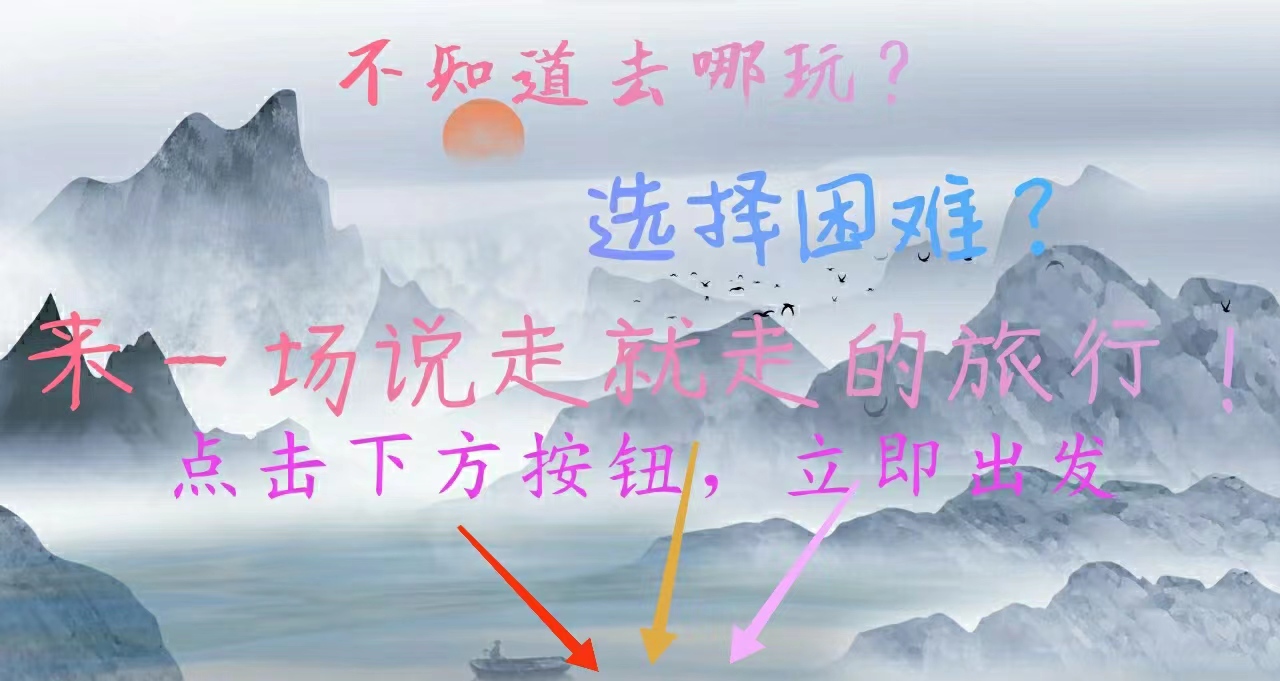 不知道去哪玩?
选择困难?
来一场说走就走的旅行!
点击下方按钮，立即出发